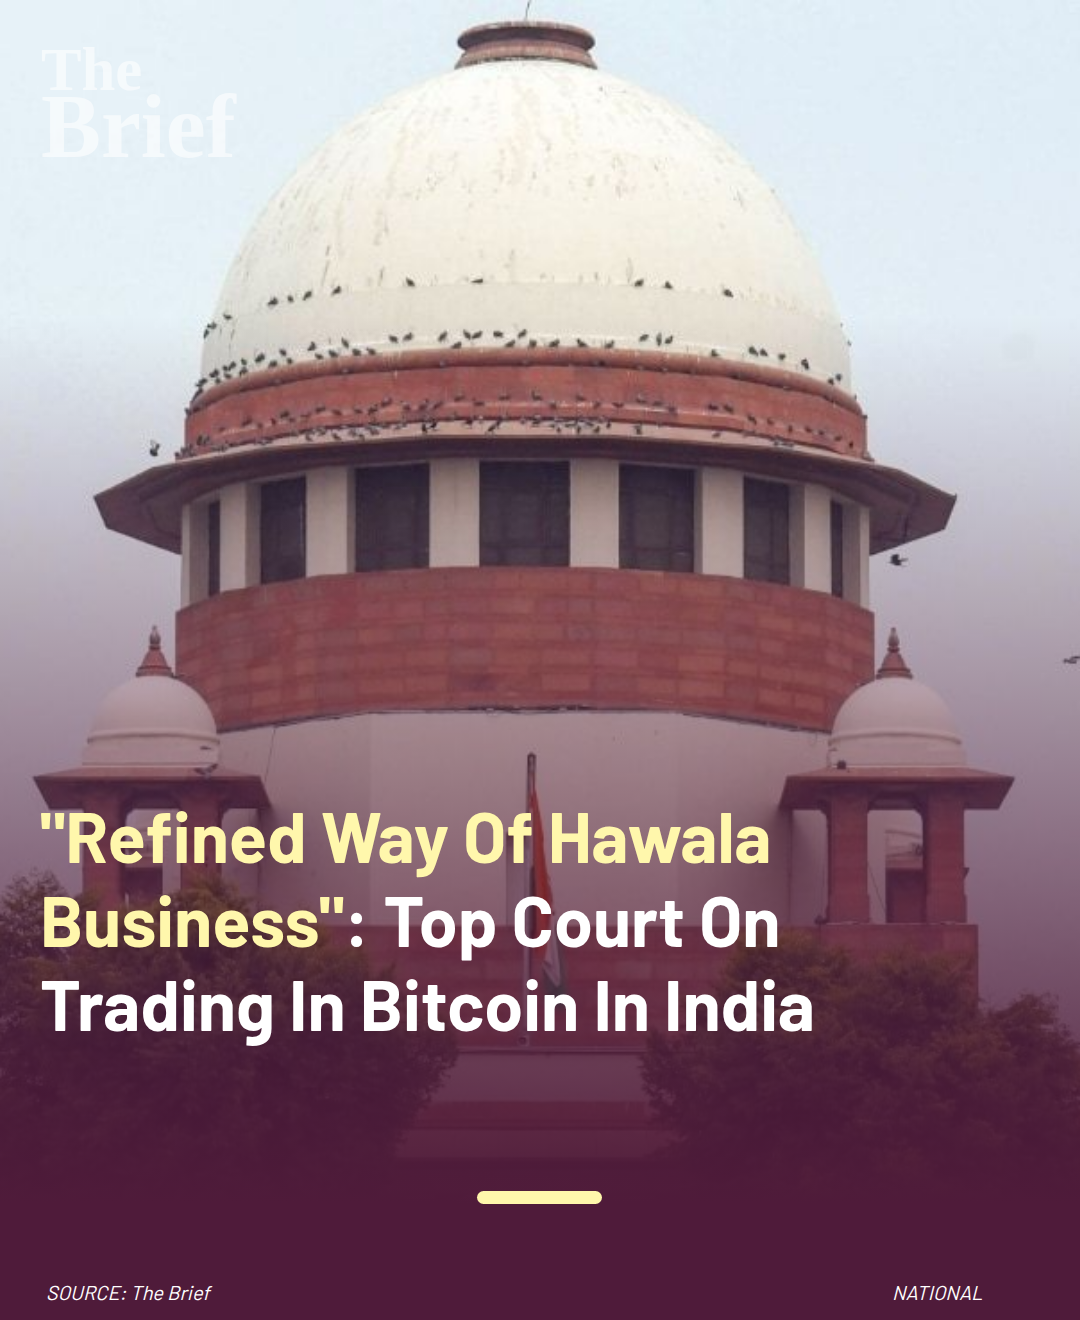 The
Brief
"Refined Way Of Hawala
Business": Top Court On
Trading In Bitcoin In India
SOURCE: The Brief
NATIONAL